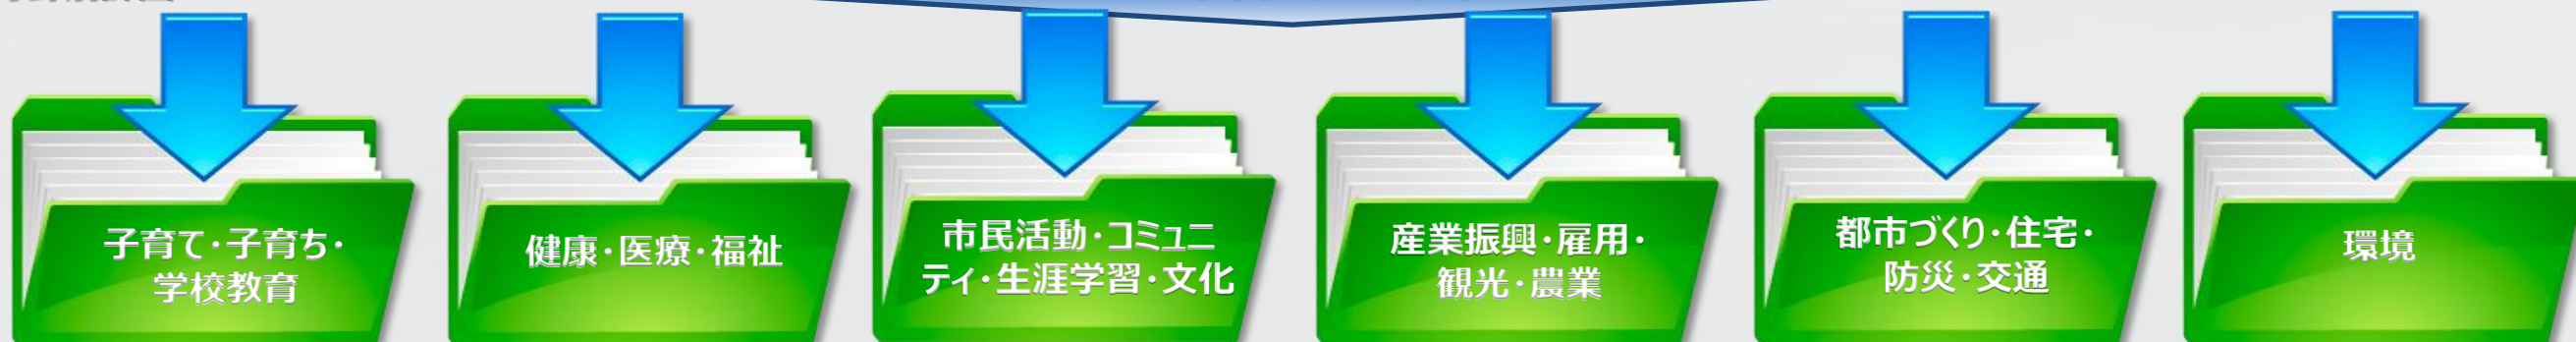 子育て・子育ち・
学校教育
健康・医療・福祉
市民活動・コミュニ
ティ・生涯学習・文化
産業振興・雇用・
観光・農業
都市づくり・住宅・
防災・交通
環境